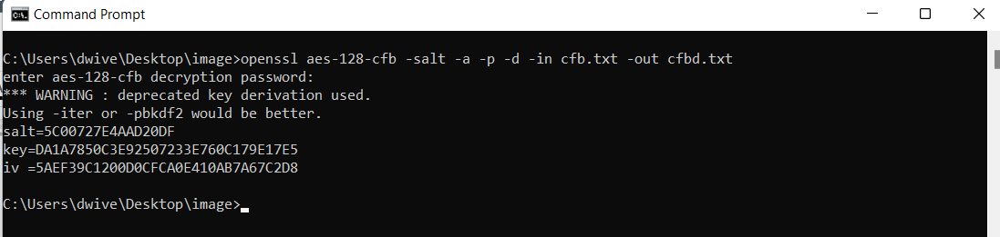 Command Prompt
C:\Users\dwive\Desktop\image>openssl aes-128-cfb -salt -a -p -d -in cfb.txt -out cfbd.txt
enter aes-128-cfb decryption password:
*** WARNING : deprecated key derivation used.
Using -iter or -pbkdf2 would be better.
salt=5C00727E4AAD20DF
key=DA1A7850C3E92507233E760C179E17E5
iv =5AEF39C1200D0CFCA0E410AB7A67C2D8
C:\Users\dwive\Desktop\image>